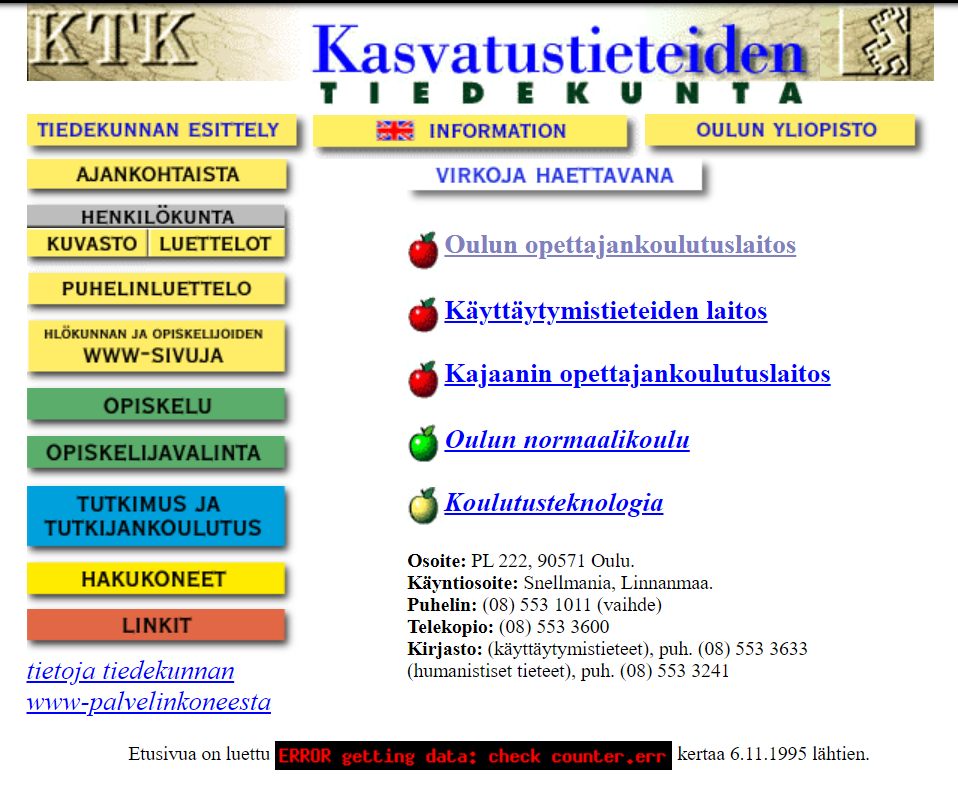 KTK
Kasvatustieteiden
TIEDEKUNTA
TIEDEKUNNAN ESITTELY
INFORMATION
OULUN YLIOPISTO
AJANKOHTAISTA
VIRKOJA HAETTAVANA
HENKILÖKUNTA
KUVASTO LUETTELOT
PUHELINLUETTELO
HLÖKUNNAN JA OPISKELIJOIDEN
WWW-SIVUJA
OPISKELU
OPISKELIJAVALINTA
TUTKIMUS JA
TUTKIJANKOULUTUS
HAKUKONEET
LINKIT
tietoja tiedekunnan
www-palvelinkoneesta
Oulun opettajankoulutuslaitos
Käyttäytymistieteiden laitos
Kajaanin opettajankoulutuslaitos
Oulun normaalikoulu
Koulutusteknologia
Osoite: PL 222, 90571 Oulu.
Käyntiosoite: Snellmania, Linnanmaa.
Puhelin: (08) 553 1011 (vaihde)
Telekopio: (08) 553 3600
Kirjasto: (käyttäytymistieteet), puh. (08) 553 3633
(humanistiset tieteet), puh. (08) 553 3241
Etusivua on luettu ERROR getting data: check counter.err kertaa 6.11.1995 lähtien.